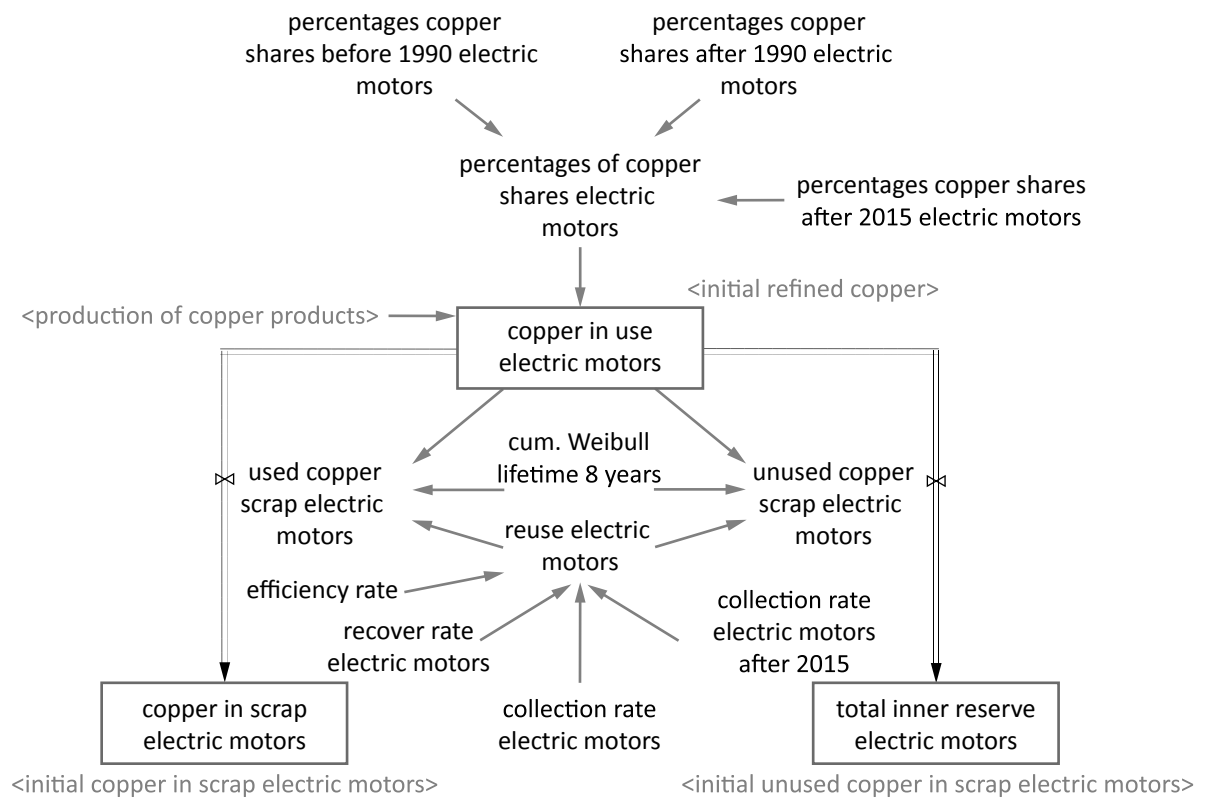 percentages copper
shares before 1990 electric
motors
percentages copper
shares after 1990 electric
motors
percentages of copper
shares electric
motors
percentages copper shares
after 2015 electric motors
<initial refined copper>
<production of copper products>
copper in use
electric motors
cum. Weibull
lifetime 8 years
used copper
scrap electric
motors
unused copper
scrap electric
motors
reuse electric
motors
efficiency rate
recover rate
electric motors
collection rate
electric motors
after 2015
collection rate
electric motors
copper in scrap
electric motors
total inner reserve
electric motors
<initial copper in scrap electric motors>
<initial unused copper in scrap electric motors>